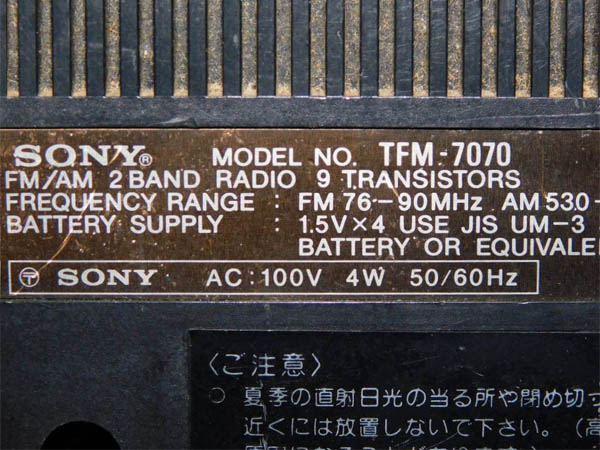 SONY® MODEL NO. TFM-7070
FM/AM 2 BAND RADIO 9 TRANSISTORS
FREQUENCY RANGE : FM 76-90MHz AM 530-
BATTERY SUPPLY : 1.5V×4 USE JIS UM-3
BATTERY OR EQUIVALE
〒 SONY AC:100V 4W 50/60Hz
〈ご注意〉
○ 夏季の直射日光の当る所や閉め切
近くには放置しないで下さい。(高